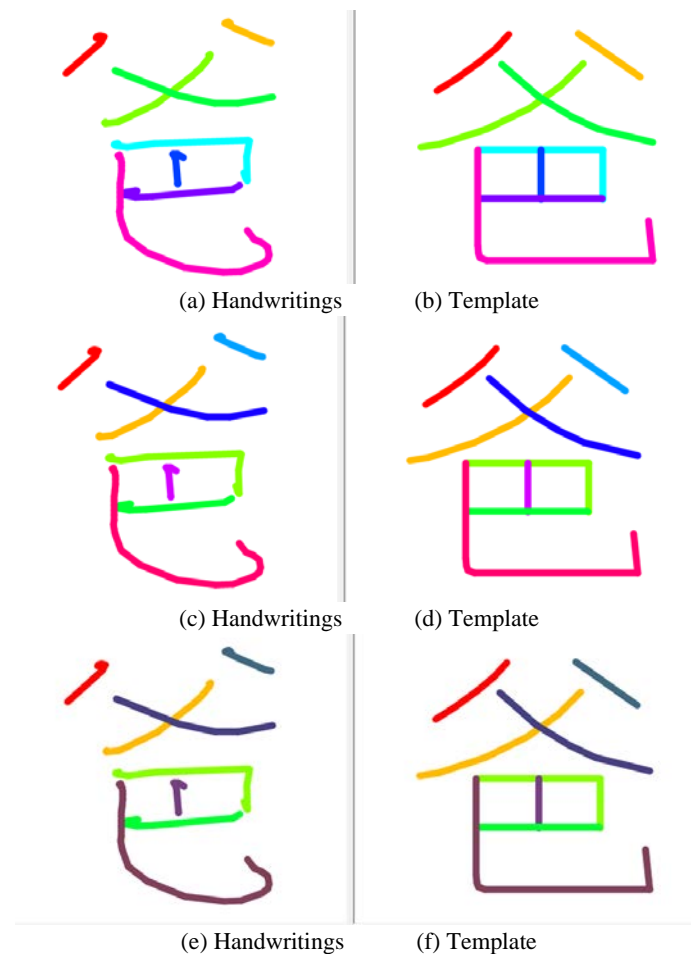 爸 爸
(a) Handwritings (b) Template
爸 爸
(c) Handwritings (d) Template
爸 爸
(e) Handwritings (f) Template